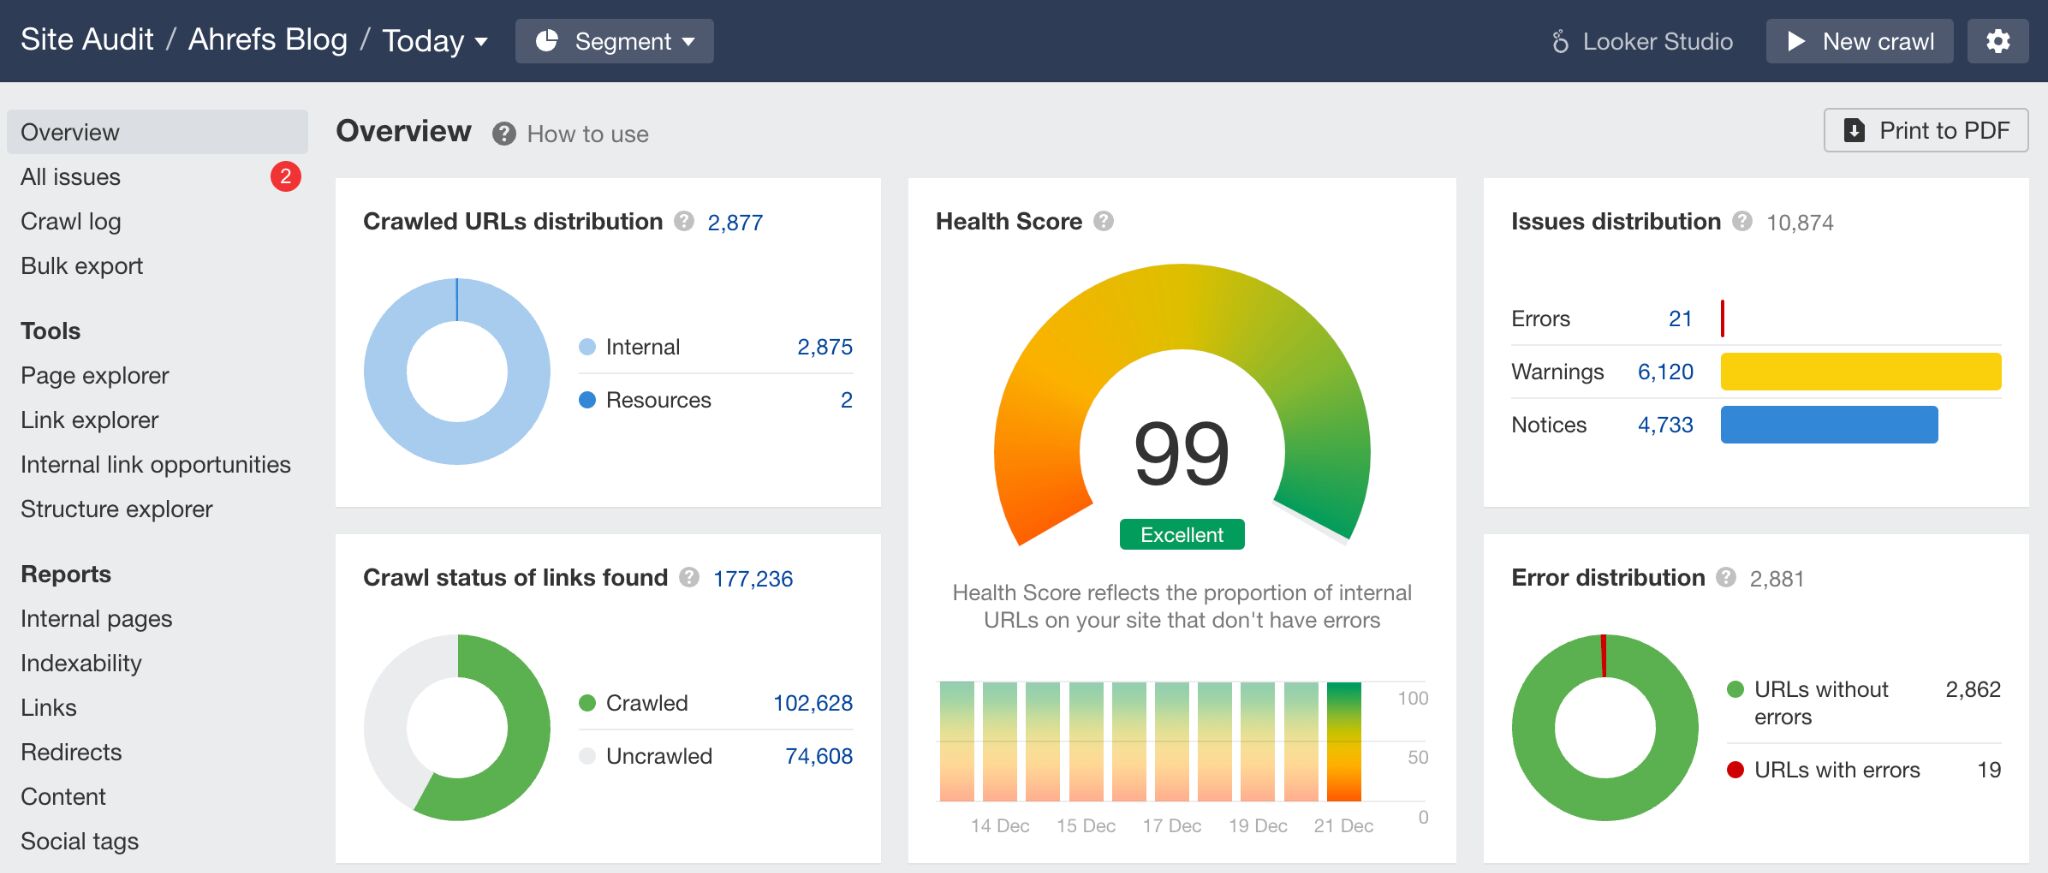 Site Audit / Ahrefs Blog / Today
Segment
Looker Studio
New crawl
Overview
All issues 2
Crawl log
Bulk export
Tools
Page explorer
Link explorer
Internal link opportunities
Structure explorer
Reports
Internal pages
Indexability
Links
Redirects
Content
Social tags
Overview ? How to use
Print to PDF
Crawled URLs distribution ? 2,877
Internal 2,875
Resources 2
Crawl status of links found ? 177,236
Crawled 102,628
Uncrawled 74,608
Health Score ?
99
Excellent
Health Score reflects the proportion of internal
URLs on your site that don't have errors
100
50
0
14 Dec 15 Dec 17 Dec 19 Dec 21 Dec
Issues distribution ? 10,874
Errors 21
Warnings 6,120
Notices 4,733
Error distribution ? 2,881
URLs without 2,862
errors
URLs with errors 19